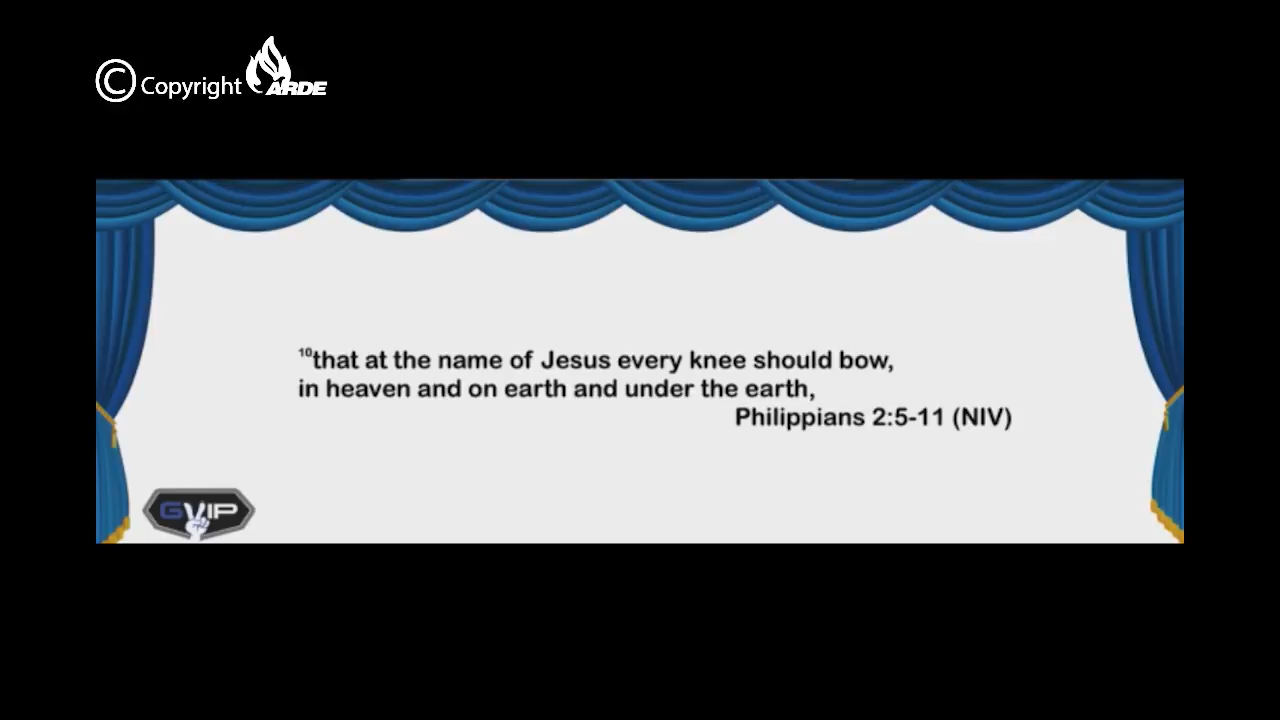 © Copyright ARDE
¹⁰that at the name of Jesus every knee should bow,
in heaven and on earth and under the earth,
Philippians 2:5-11 (NIV)
GVIP